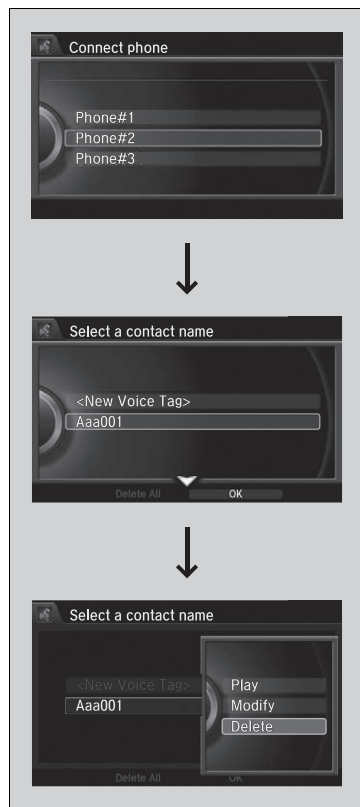 Connect phone
Phone#1
Phone#2
Phone#3
Select a contact name
<New Voice Tag>
Aaa001
Delete All OK
Select a contact name
<New Voice Tag> Play
Aaa001 Modify
Delete
Delete All OK